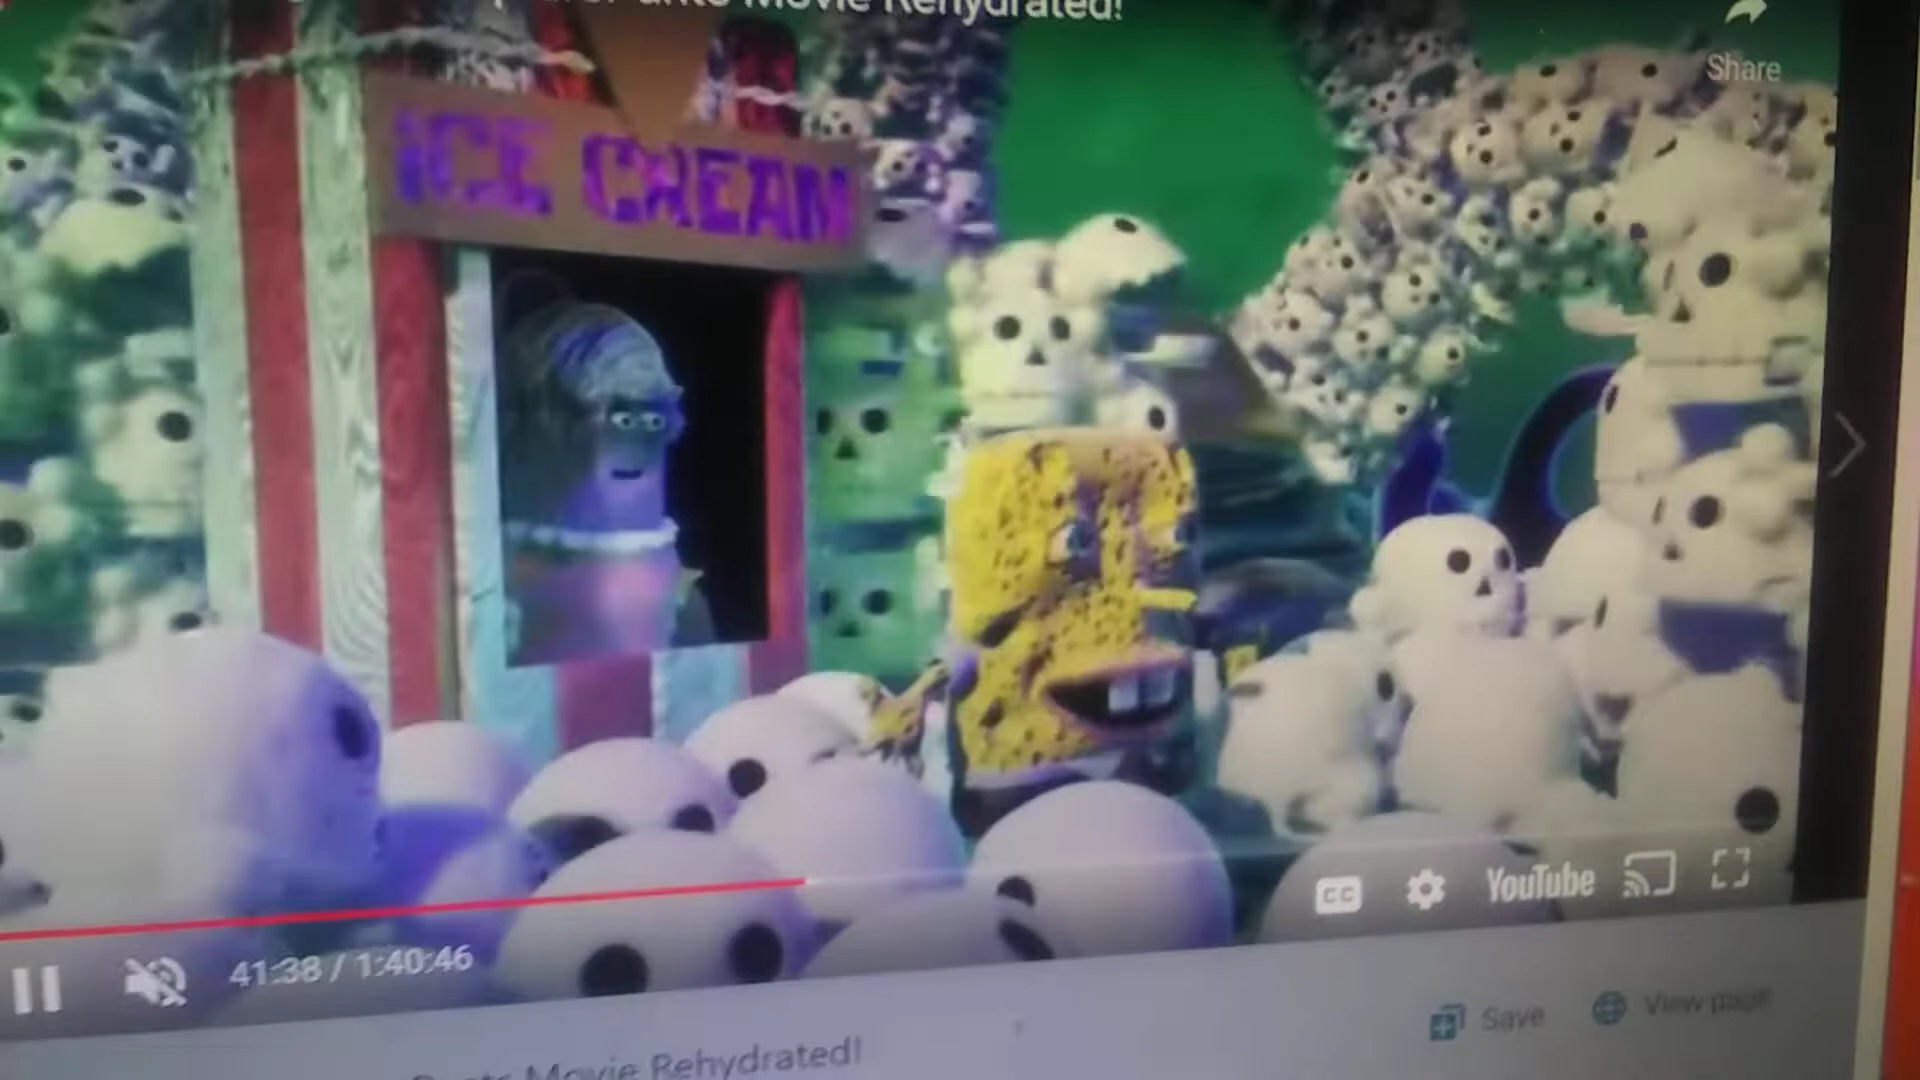 Movie Rehydrated!
Share
ICE CREAM
CC
YouTube
41:38 / 1:40:46
Save
View page
Movie Rehydrated!